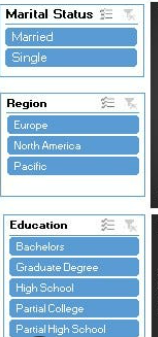 Marital Status
Married
Single
Region
Europe
North America
Pacific
Education
Bachelors
Graduate Degree
High School
Partial College
Partial High School